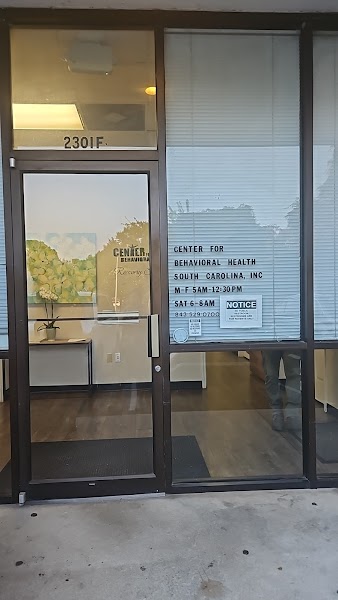 2301F
CENTER
BEHAVIORAL
CENTER FOR
BEHAVIORAL HEALTH
SOUTH CAROLINA, INC
M-F 5AM-12:30PM
SAT 6-8AM
NOTICE
843 529 0700